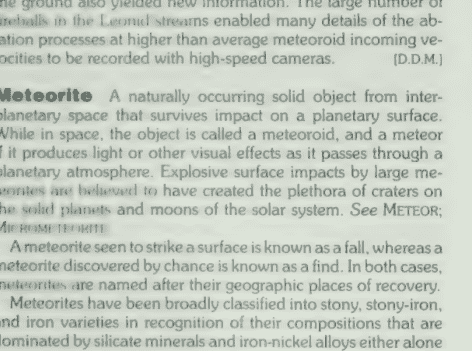 the ground also yielded new information. The large number of
fireballs in the Leonid streams enabled many details of the ab-
ation processes at higher than average meteoroid incoming ve-
ocities to be recorded with high-speed cameras. [D.D.M.]
Meteorite A naturally occurring solid object from inter-
planetary space that survives impact on a planetary surface.
While in space, the object is called a meteoroid, and a meteor
f it produces light or other visual effects as it passes through a
planetary atmosphere. Explosive surface impacts by large me-
teorites are believed to have created the plethora of craters on
the solid planets and moons of the solar system. See METEOR;
MICROMETEORITE
A meteorite seen to strike a surface is known as a fall, whereas a
meteorite discovered by chance is known as a find. In both cases,
meteorites are named after their geographic places of recovery.
Meteorites have been broadly classified into stony, stony-iron,
and iron varieties in recognition of their compositions that are
dominated by silicate minerals and iron-nickel alloys either alone